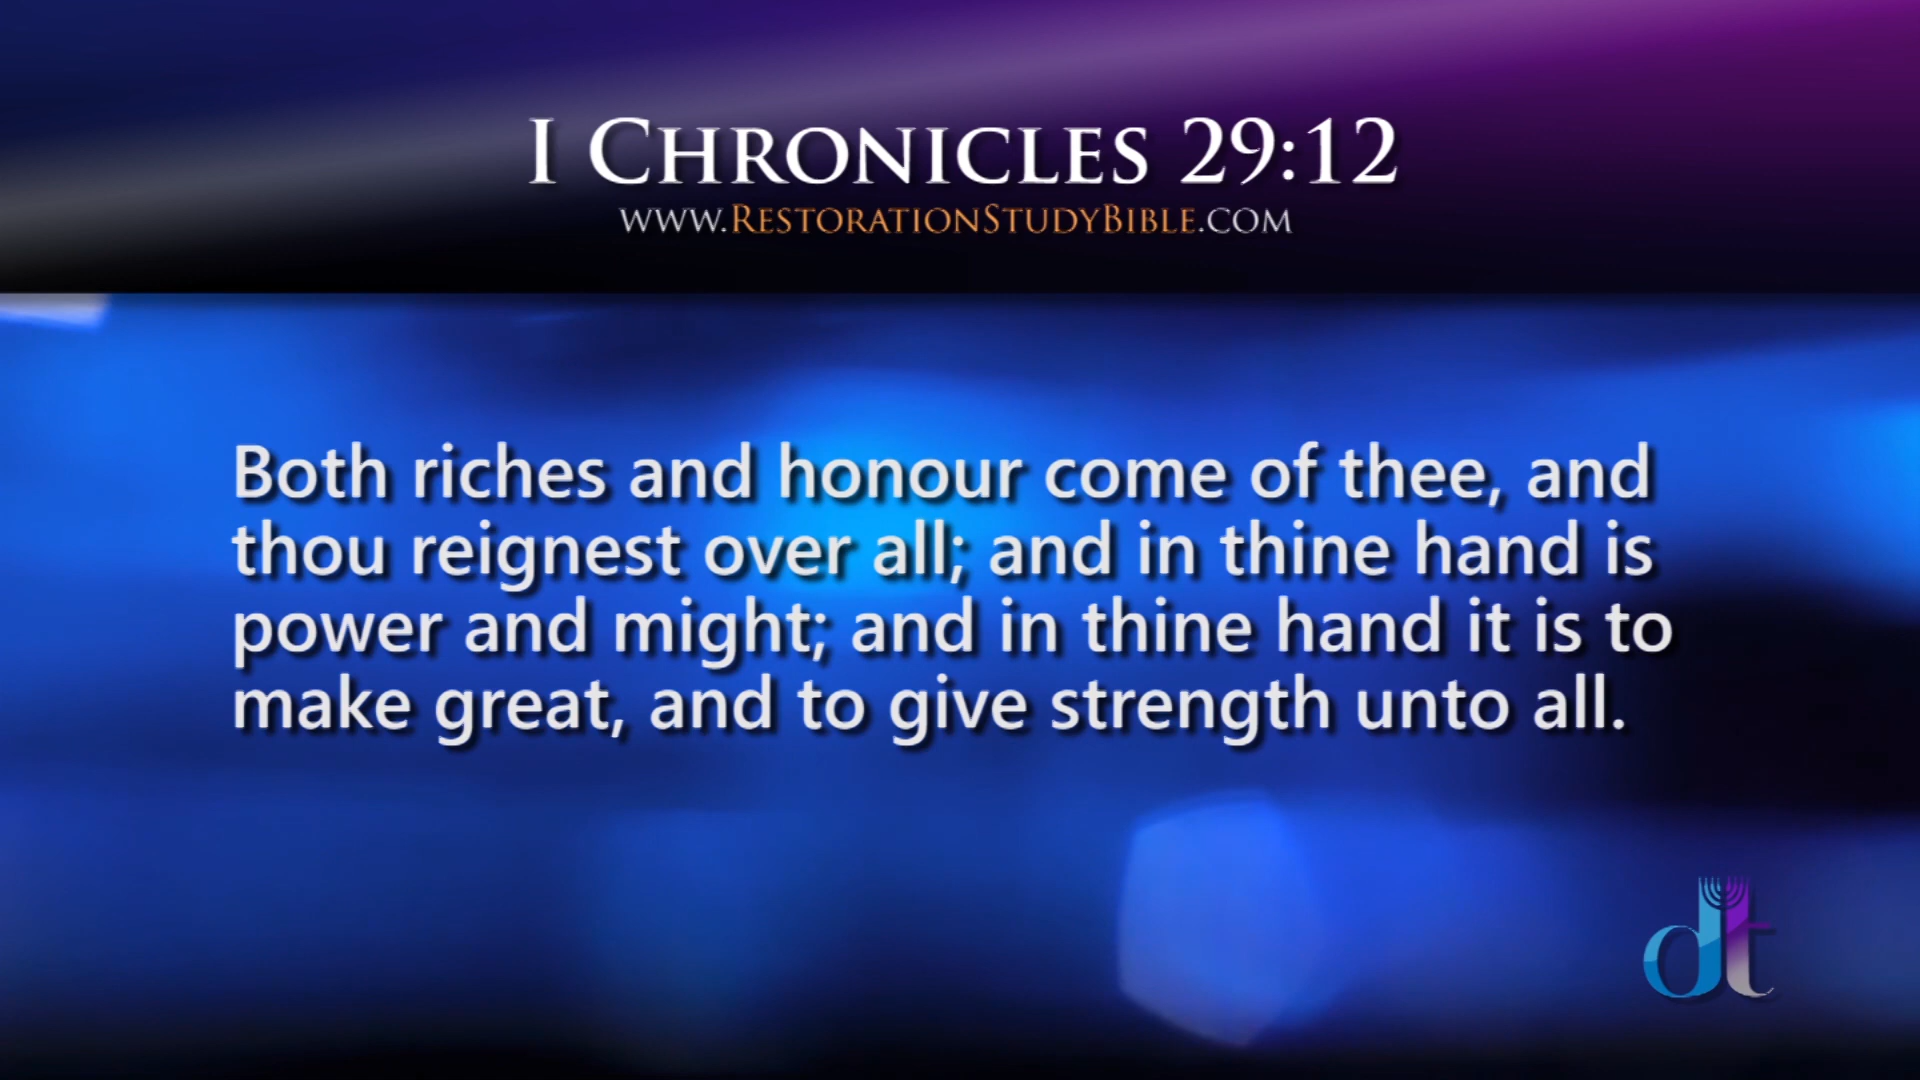 I Chronicles 29:12
www.RestorationStudyBible.com
Both riches and honour come of thee, and
thou reignest over all; and in thine hand is
power and might; and in thine hand it is to
make great, and to give strength unto all.
dt